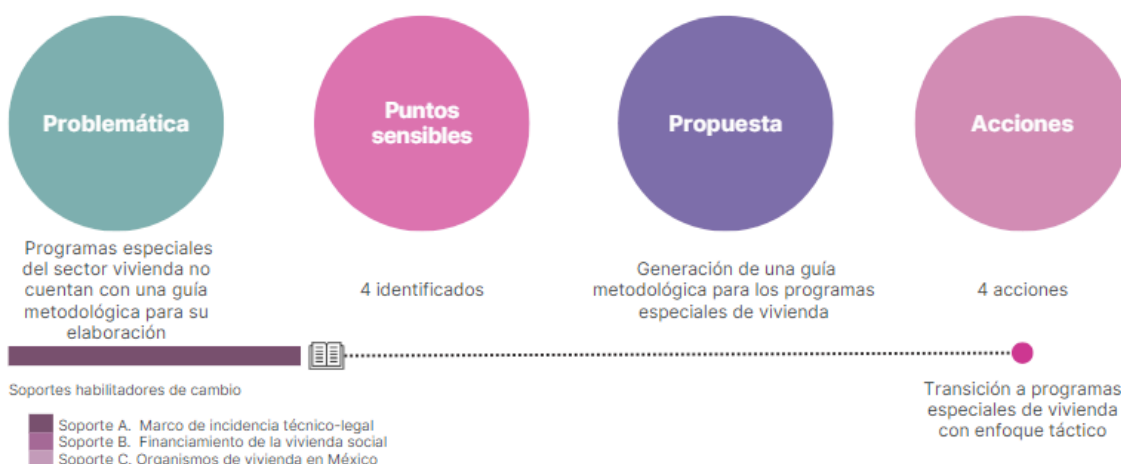 Problemática
Puntos
sensibles
Propuesta
Acciones
Programas especiales
del sector vivienda no
cuentan con una guía
metodológica para su
elaboración
4 identificados
Generación de una guía
metodológica para los programas
especiales de vivienda
4 acciones
Soportes habilitadores de cambio
Soporte A. Marco de incidencia técnico-legal
Soporte B. Financiamiento de la vivienda social
Soporte C. Organismos de vivienda en México
Transición a programas
especiales de vivienda
con enfoque táctico